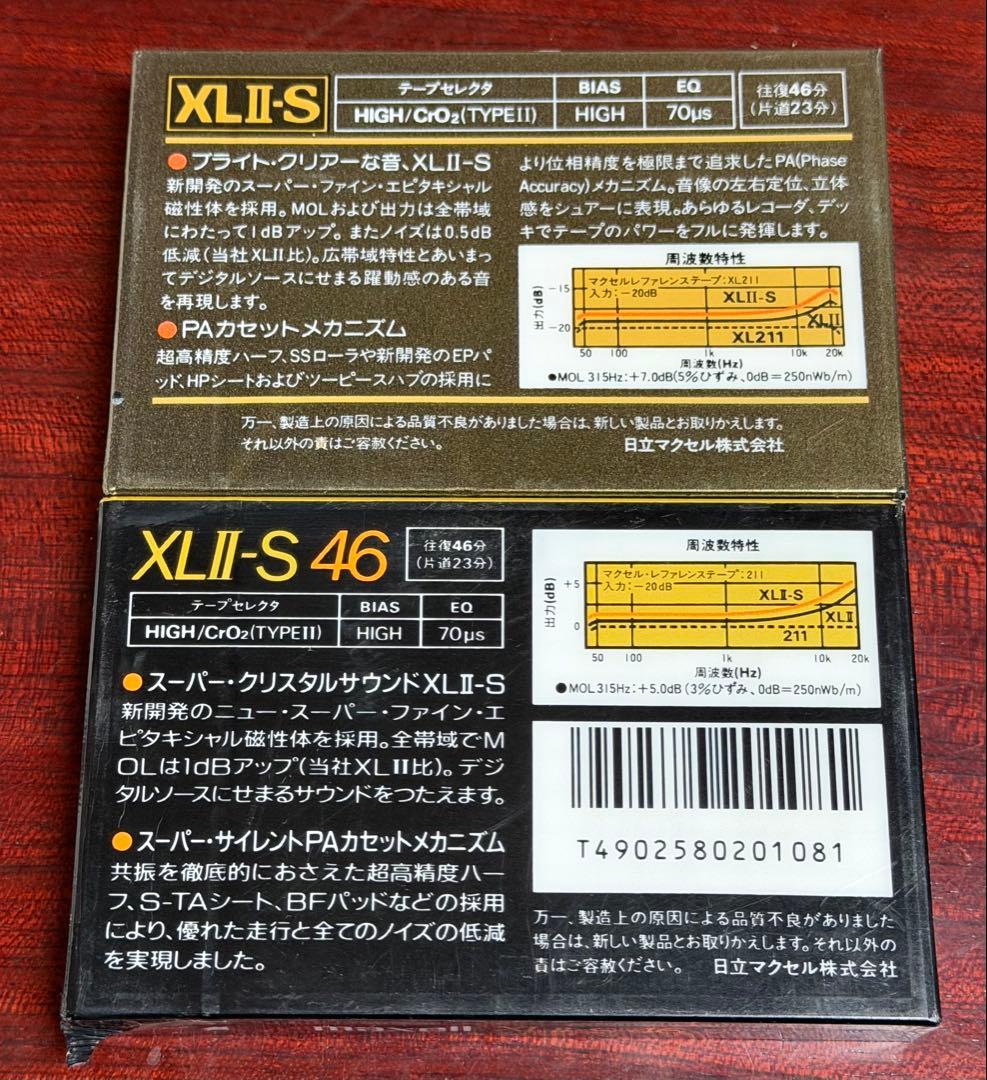 XLII-S
テープセレクタ BIAS EQ
HIGH/CrO₂(TYPEII) HIGH 70μs
往復46分
(片道23分)
●ブライト・クリアーな音、XLII-S
新開発のスーパー・ファイン・エピタキシャル
磁性体を採用。MOLおよび出力は全帯域
にわたって1dBアップ。またノイズは0.5dB
低減(当社XLII比)。広帯域特性とあいまっ
てデジタルソースにせまる躍動感のある音
を再現します。
●PAカセットメカニズム
超高精度ハーフ、SSローラや新開発のEPパ
ッド、HPシートおよびツーピースハブの採用に
より位相精度を極限まで追求したPA(Phase
Accuracy)メカニズム。音像の左右定位、立体
感をシュアーに表現。あらゆるレコーダ、デッ
キでテープのパワーをフルに発揮します。
周波数特性
マクセルレファレンステープ:XL211
入力:-20dB
XLII-S
XLII
XL211
出力(dB)
-15
-20
50 100 1k 10k 20k
周波数(Hz)
●MOL 315Hz:+7.0dB(5%ひずみ、0dB=250nWb/m)
万一、製造上の原因による品質不良がありました場合は、新しい製品とお取りかえします。
それ以外の責はご容赦ください。
日立マクセル株式会社
XLII-S 46
往復46分
(片道23分)
テープセレクタ BIAS EQ
HIGH/CrO₂(TYPEII) HIGH 70μs
●スーパー・クリスタルサウンドXLII-S
新開発のニュー・スーパー・ファイン・エ
ピタキシャル磁性体を採用。全帯域でM
OLは1dBアップ(当社XLII比)。デジ
タルソースにせまるサウンドをつたえます。
●スーパー・サイレントPAカセットメカニズム
共振を徹底的におさえた超高精度ハー
フ、S-TAシート、BFパッドなどの採用
により、優れた走行と全てのノイズの低減
を実現しました。
周波数特性
マクセル・レファレンステープ:211
入力:-20dB
XLII-S
XLII
211
出力(dB)
+5
0
50 100 1k 10k 20k
周波数(Hz)
●MOL315Hz:+5.0dB(3%ひずみ、0dB=250nWb/m)
T4902580201081
万一、製造上の原因による品質不良がありました
場合は、新しい製品とお取りかえします。それ以外の
責はご容赦ください。 日立マクセル株式会社